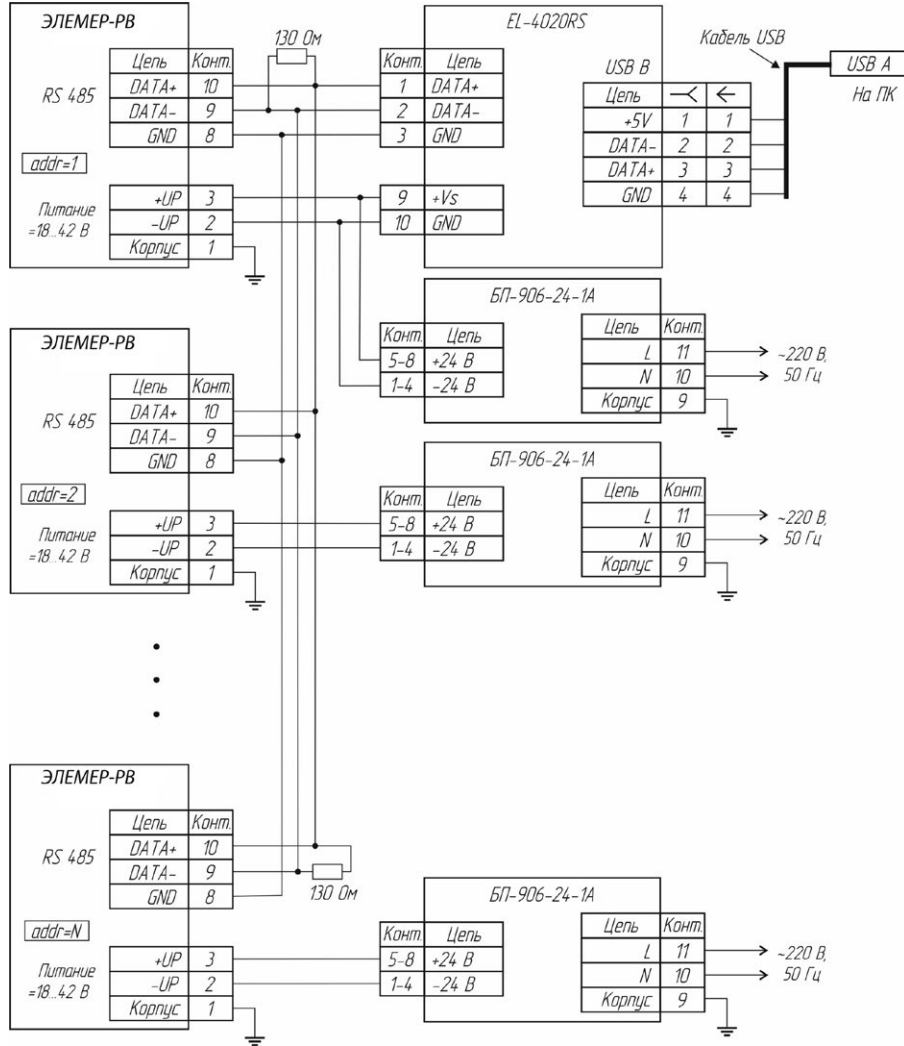 ЭЛЕМЕР-РВ
RS 485
Цепь Конт.
DATA+ 10
DATA- 9
GND 8
addr=1
Питание
=18...42 В
+UP 3
-UP 2
Корпус 1
130 Ом
EL-4020RS
Конт. Цепь
1 DATA+
2 DATA-
3 GND
9 +Vs
10 GND
USB B
Цепь
+5V 1 1
DATA- 2 2
DATA+ 3 3
GND 4 4
Кабель USB
USB A
На ПК
БП-906-24-1А
Конт. Цепь
5-8 +24 В
1-4 -24 В
Цепь Конт.
L 11
N 10
Корпус 9
~220 В,
50 Гц
ЭЛЕМЕР-РВ
RS 485
Цепь Конт.
DATA+ 10
DATA- 9
GND 8
addr=2
Питание
=18...42 В
+UP 3
-UP 2
Корпус 1
БП-906-24-1А
Конт. Цепь
5-8 +24 В
1-4 -24 В
Цепь Конт.
L 11
N 10
Корпус 9
~220 В,
50 Гц
ЭЛЕМЕР-РВ
RS 485
Цепь Конт.
DATA+ 10
DATA- 9
GND 8
130 Ом
addr=N
Питание
=18...42 В
+UP 3
-UP 2
Корпус 1
БП-906-24-1А
Конт. Цепь
5-8 +24 В
1-4 -24 В
Цепь Конт.
L 11
N 10
Корпус 9
~220 В,
50 Гц